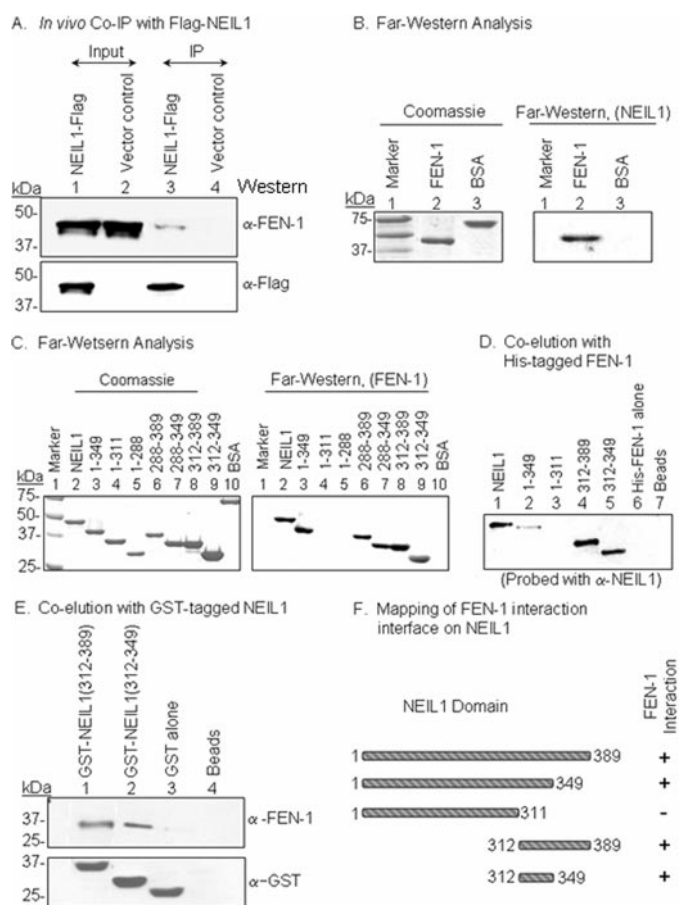 A. In vivo Co-IP with Flag-NEIL1
Input IP
NEIL1-Flag
Vector control
NEIL1-Flag
Vector control
kDa 1 2 3 4 Western
50-
37-
α-FEN-1
50-
37-
α-Flag
B. Far-Western Analysis
Coomassie
Marker
FEN-1
BSA
kDa 1 2 3
75-
37-
Far-Western, (NEIL1)
Marker
FEN-1
BSA
1 2 3
C. Far-Wetsern Analysis
Coomassie
Marker
NEIL1
1-349
1-311
1-288
288-389
288-349
312-389
312-349
BSA
kDa 1 2 3 4 5 6 7 8 9 10
75-
50-
37-
25-
Far-Western, (FEN-1)
Marker
NEIL1
1-349
1-311
1-288
288-389
288-349
312-389
312-349
BSA
1 2 3 4 5 6 7 8 9 10
D. Co-elution with
His-tagged FEN-1
NEIL1
1-349
1-311
312-389
312-349
His-FEN-1 alone
Beads
1 2 3 4 5 6 7
(Probed with α-NEIL1)
E. Co-elution with GST-tagged NEIL1
GST-NEIL1(312-389)
GST-NEIL1(312-349)
GST alone
Beads
kDa 1 2 3 4
37-
25-
α-FEN-1
37-
25-
α-GST
F. Mapping of FEN-1 interaction
interface on NEIL1
NEIL1 Domain
FEN-1
Interaction
1 389 +
1 349 +
1 311 -
312 389 +
312 349 +